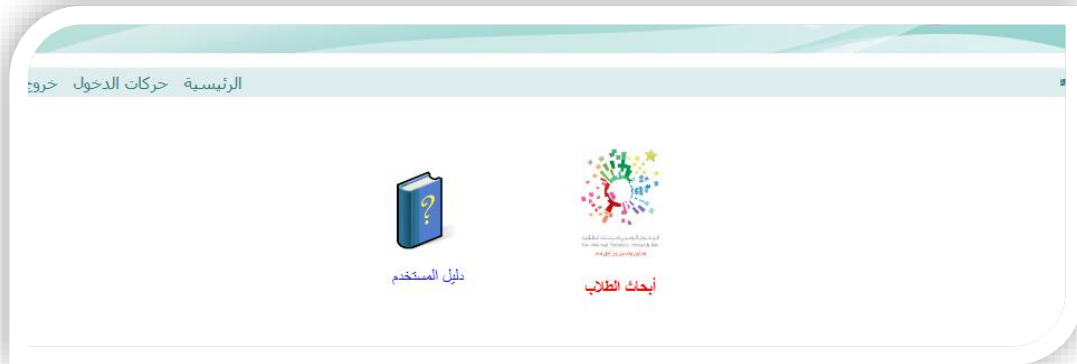 الرئيسية حركات الدخول خروج
أبحاث الطلاب
دليل المستخدم